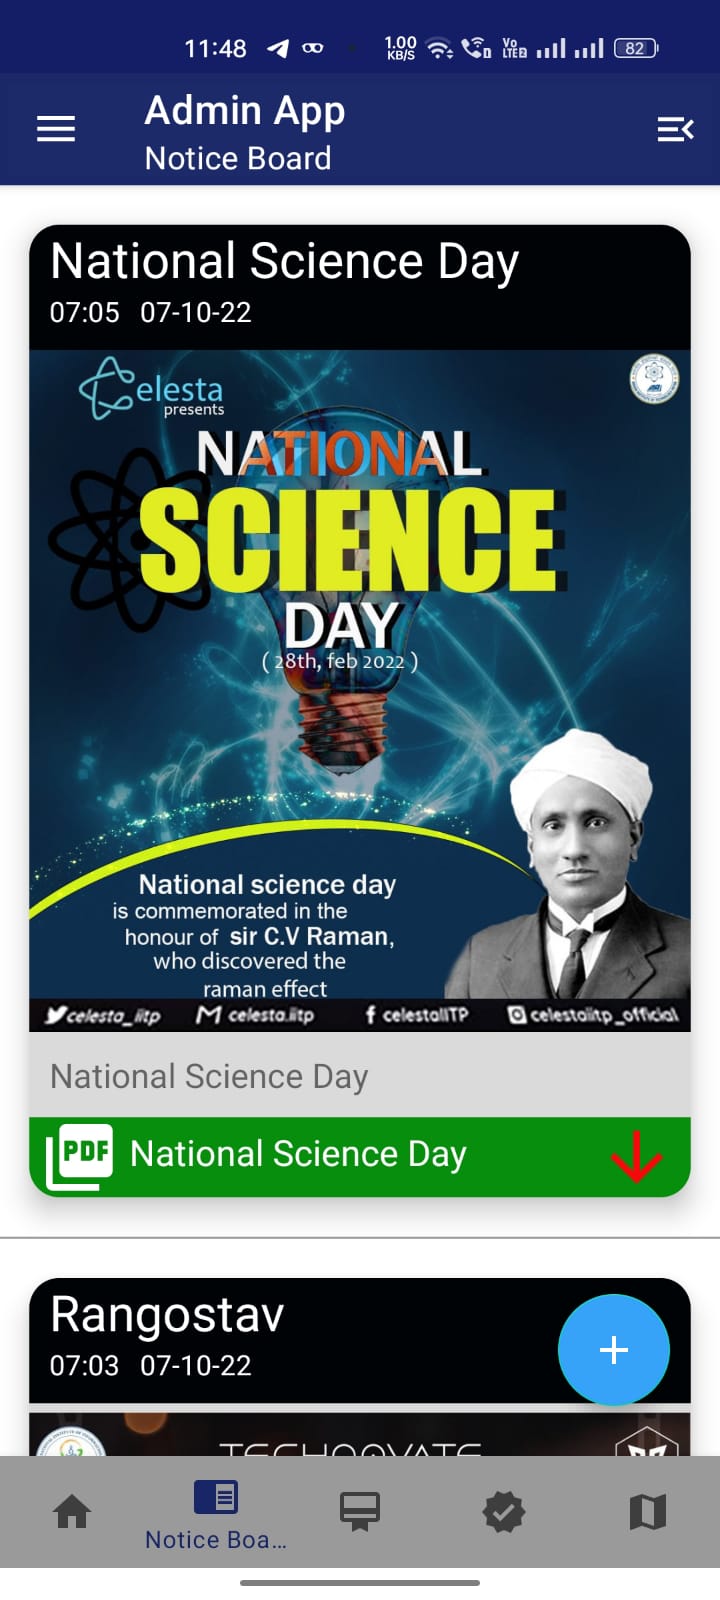 11:48
1.00
KB/S
Vo
LTE2
82
Admin App
Notice Board
National Science Day
07:05 07-10-22
Celesta
presents
NATIONAL
SCIENCE
DAY
( 28th, feb 2022 )
National science day
is commemorated in the
honour of sir C.V Raman,
who discovered the
raman effect
celesta_iitp celesta.iitp celestaIITP celestaiitp_official
National Science Day
PDF National Science Day
Rangostav
07:03 07-10-22
TECHNOVATE
Notice Boa...